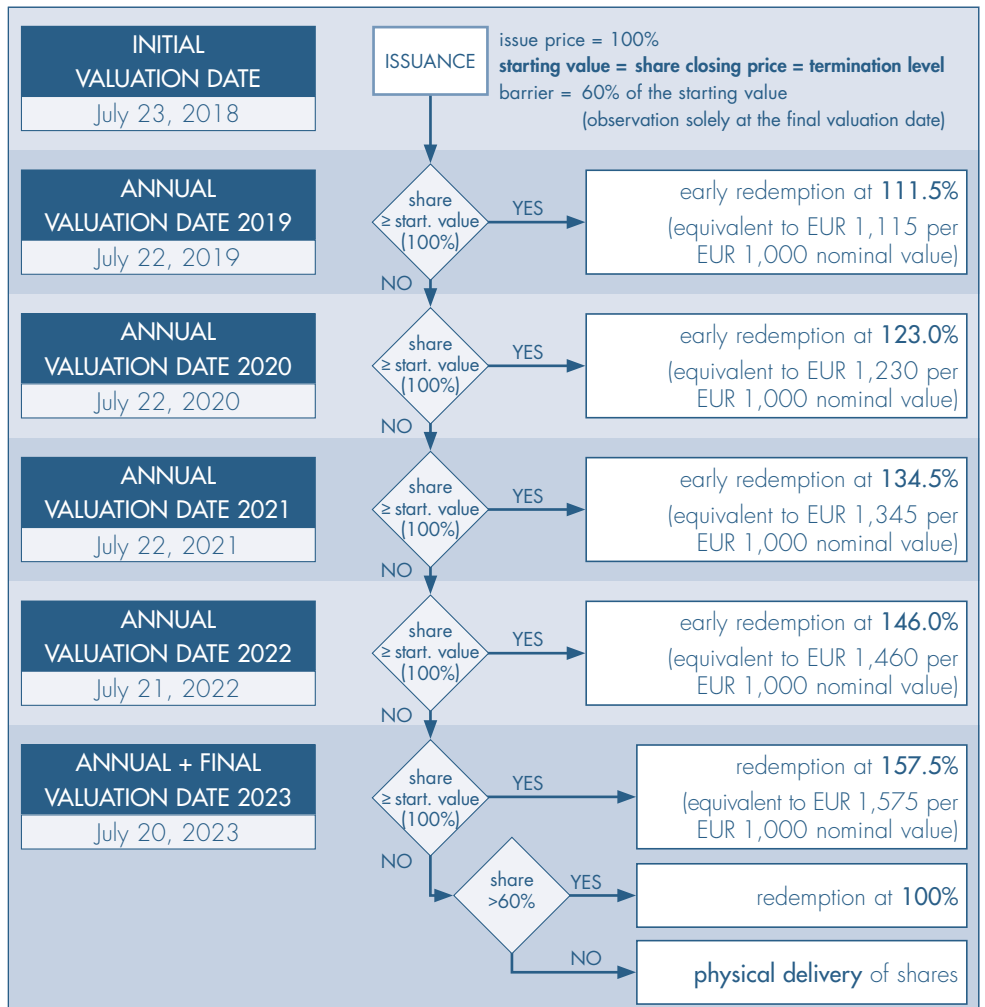 INITIAL
VALUATION DATE
July 23, 2018
ISSUANCE
issue price = 100%
starting value = share closing price = termination level
barrier = 60% of the starting value
(observation solely at the final valuation date)
ANNUAL
VALUATION DATE 2019
July 22, 2019
share
≥ start. value
(100%)
YES
NO
early redemption at 111.5%
(equivalent to EUR 1,115 per
EUR 1,000 nominal value)
ANNUAL
VALUATION DATE 2020
July 22, 2020
share
≥ start. value
(100%)
YES
NO
early redemption at 123.0%
(equivalent to EUR 1,230 per
EUR 1,000 nominal value)
ANNUAL
VALUATION DATE 2021
July 22, 2021
share
≥ start. value
(100%)
YES
NO
early redemption at 134.5%
(equivalent to EUR 1,345 per
EUR 1,000 nominal value)
ANNUAL
VALUATION DATE 2022
July 21, 2022
share
≥ start. value
(100%)
YES
NO
early redemption at 146.0%
(equivalent to EUR 1,460 per
EUR 1,000 nominal value)
ANNUAL + FINAL
VALUATION DATE 2023
July 20, 2023
share
≥ start. value
(100%)
YES
NO
redemption at 157.5%
(equivalent to EUR 1,575 per
EUR 1,000 nominal value)
share
>60%
YES
redemption at 100%
NO
physical delivery of shares